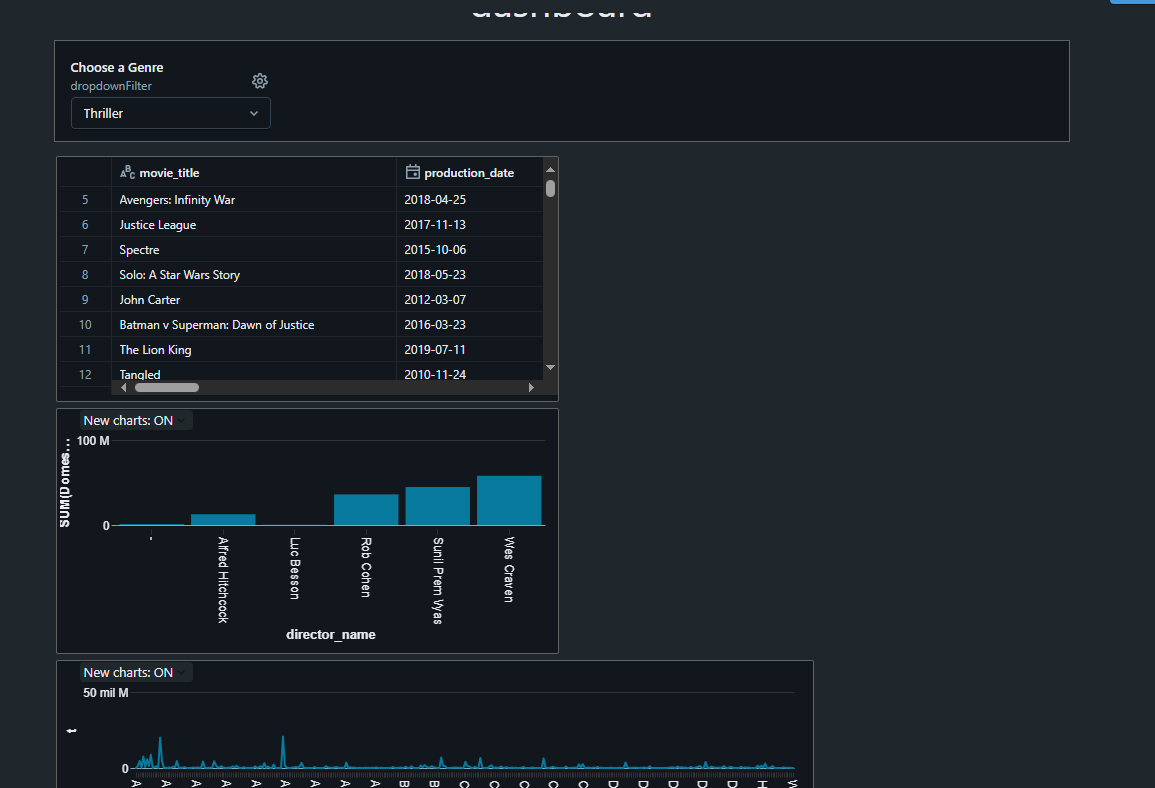 dashboard
Choose a Genre
dropdownFilter
Thriller
movie_title production_date
5 Avengers: Infinity War 2018-04-25
6 Justice League 2017-11-13
7 Spectre 2015-10-06
8 Solo: A Star Wars Story 2018-05-23
9 John Carter 2012-03-07
10 Batman v Superman: Dawn of Justice 2016-03-23
11 The Lion King 2019-07-11
12 Tangled 2010-11-24
New charts: ON
100 M
SUM(Domes...
0
- Alfred Hitchcock Luc Besson Rob Cohen Sunil Prem Vyas Wes Craven
director_name
New charts: ON
50 mil M
0
A A A A A A A A A B B C C C C C D D D D D H